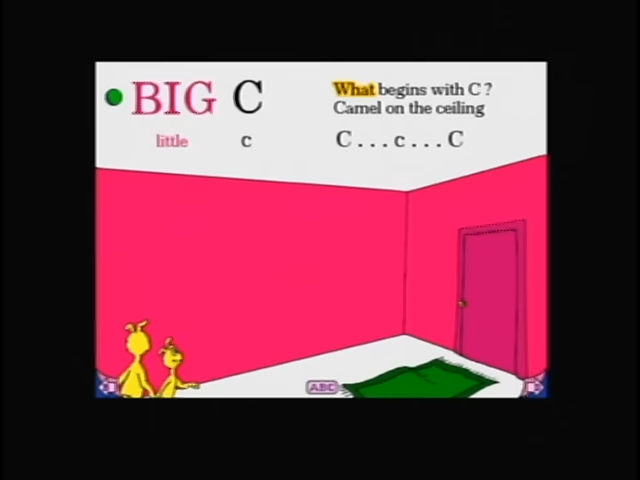 BIG C
little c
What begins with C ?
Camel on the ceiling
C . . . c . . . C
ABC